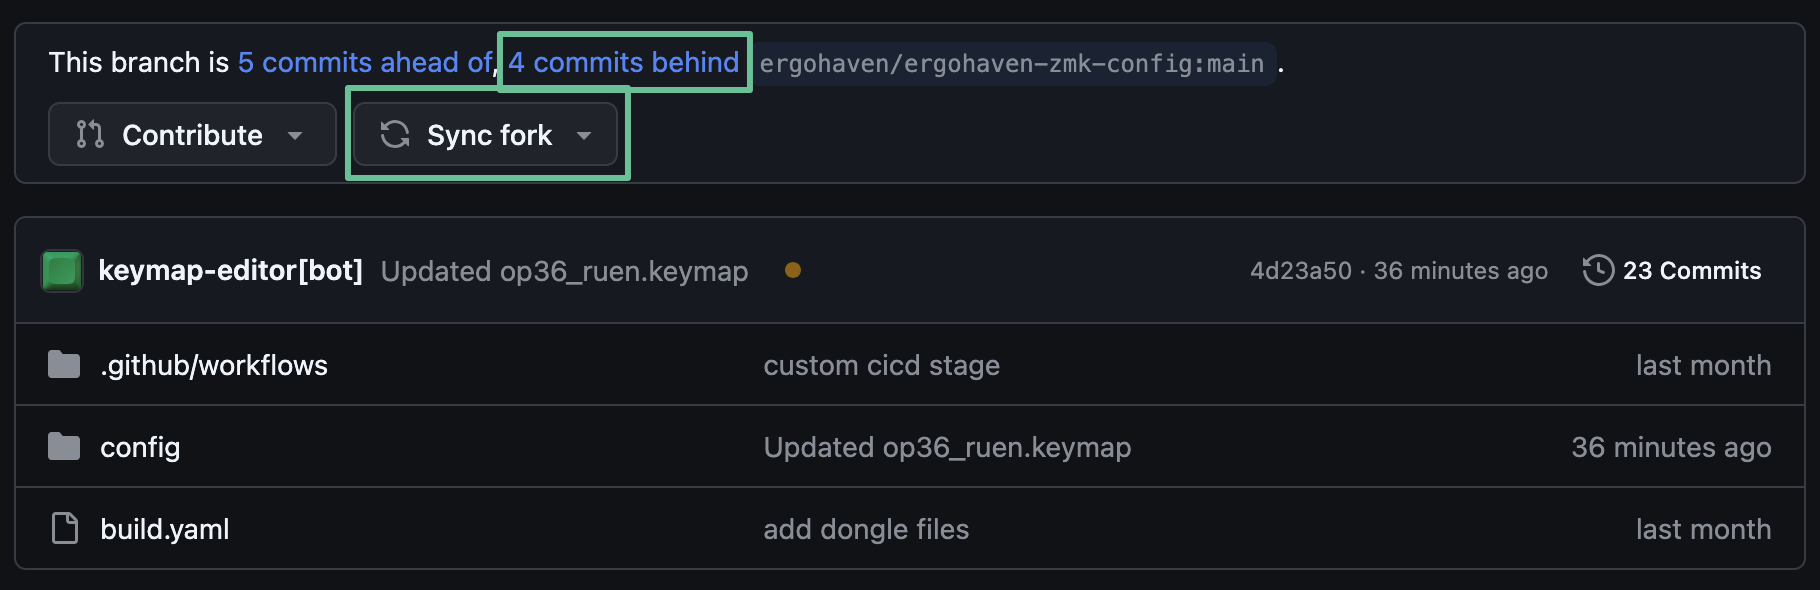 This branch is 5 commits ahead of, 4 commits behind ergohaven/ergohaven-zmk-config:main .
Contribute Sync fork
keymap-editor[bot] Updated op36_ruen.keymap 4d23a50 · 36 minutes ago 23 Commits
.github/workflows custom cicd stage last month
config Updated op36_ruen.keymap 36 minutes ago
build.yaml add dongle files last month